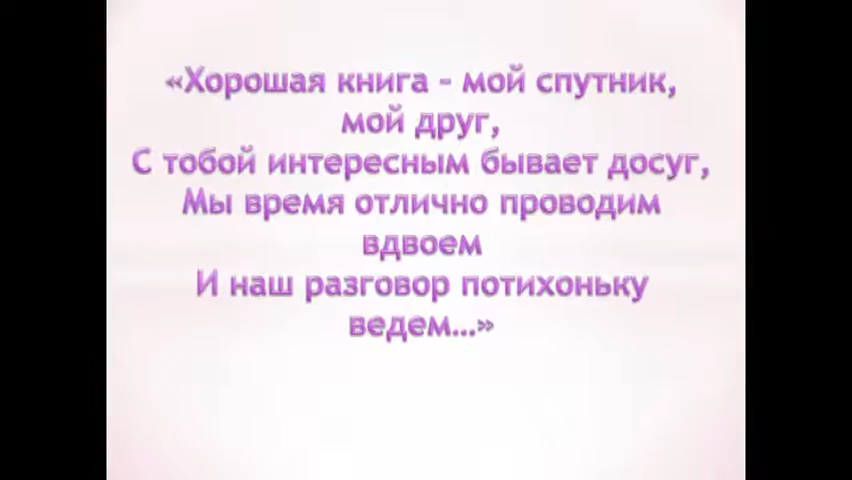 «Хорошая книга - мой спутник,
мой друг,
С тобой интересным бывает досуг,
Мы время отлично проводим
вдвоем
И наш разговор потихоньку
ведем...»